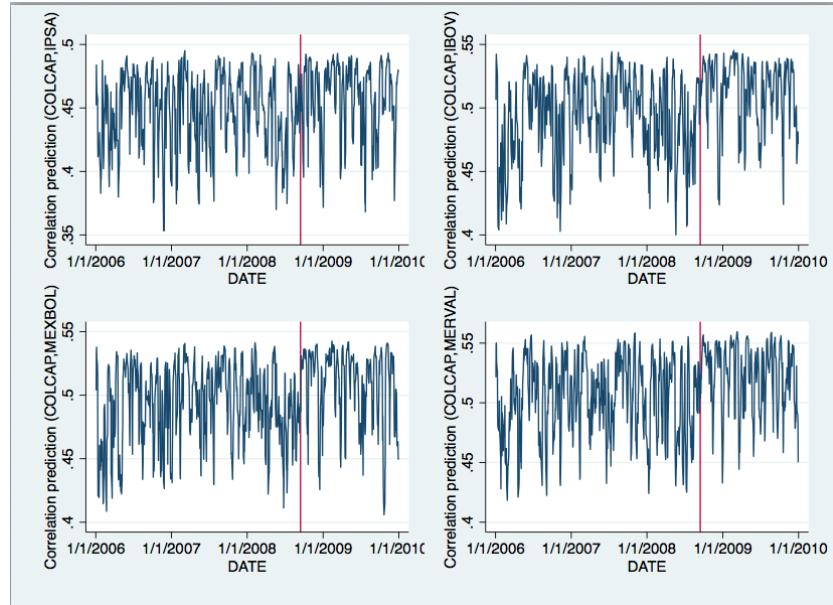 Correlation prediction (COLCAP,IPSA)
.5
.45
.4
.35
1/1/2006 1/1/2007 1/1/2008 1/1/2009 1/1/2010
DATE
Correlation prediction (COLCAP,IBOV)
.55
.5
.45
.4
1/1/2006 1/1/2007 1/1/2008 1/1/2009 1/1/2010
DATE
Correlation prediction (COLCAP,MEXBOL)
.55
.5
.45
.4
1/1/2006 1/1/2007 1/1/2008 1/1/2009 1/1/2010
DATE
Correlation prediction (COLCAP,MERVAL)
.55
.5
.45
.4
1/1/2006 1/1/2007 1/1/2008 1/1/2009 1/1/2010
DATE